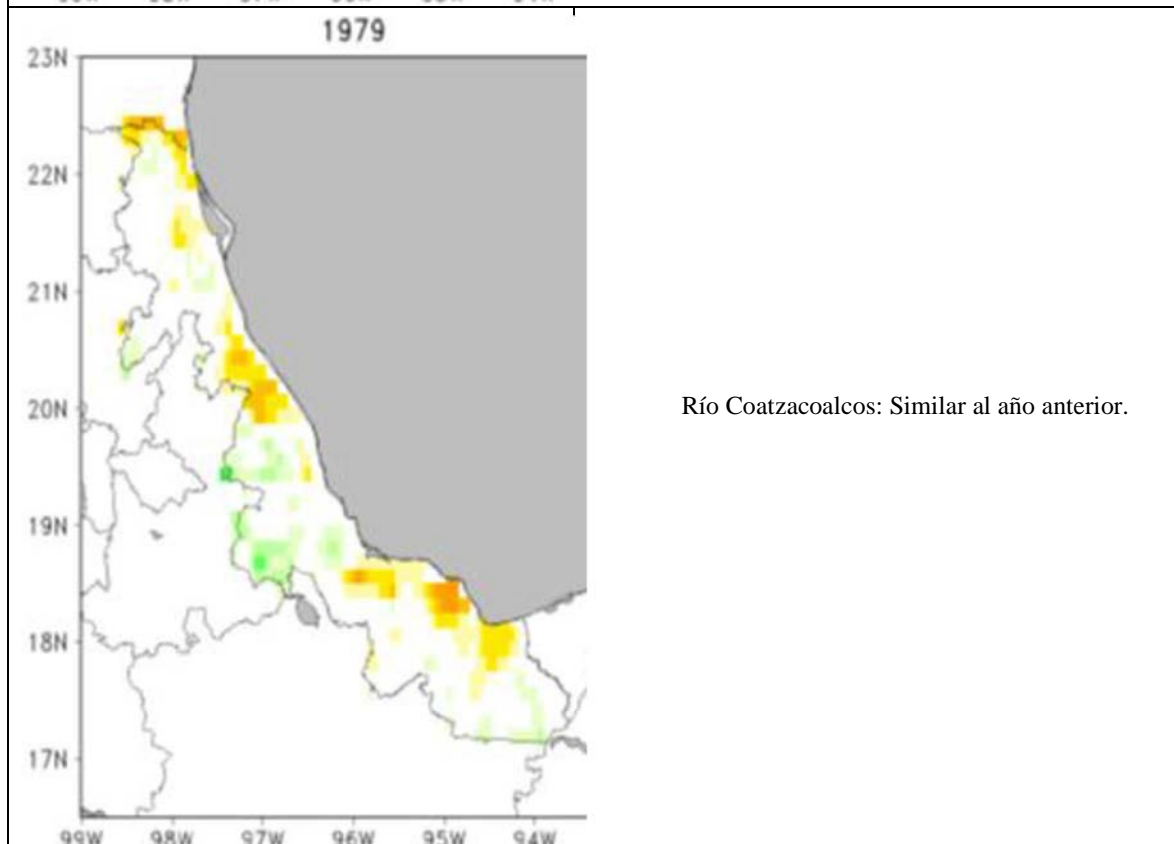 1979
23N
22N
21N
20N
19N
18N
17N
99W 98W 97W 96W 95W 94W
Río Coatzacoalcos: Similar al año anterior.